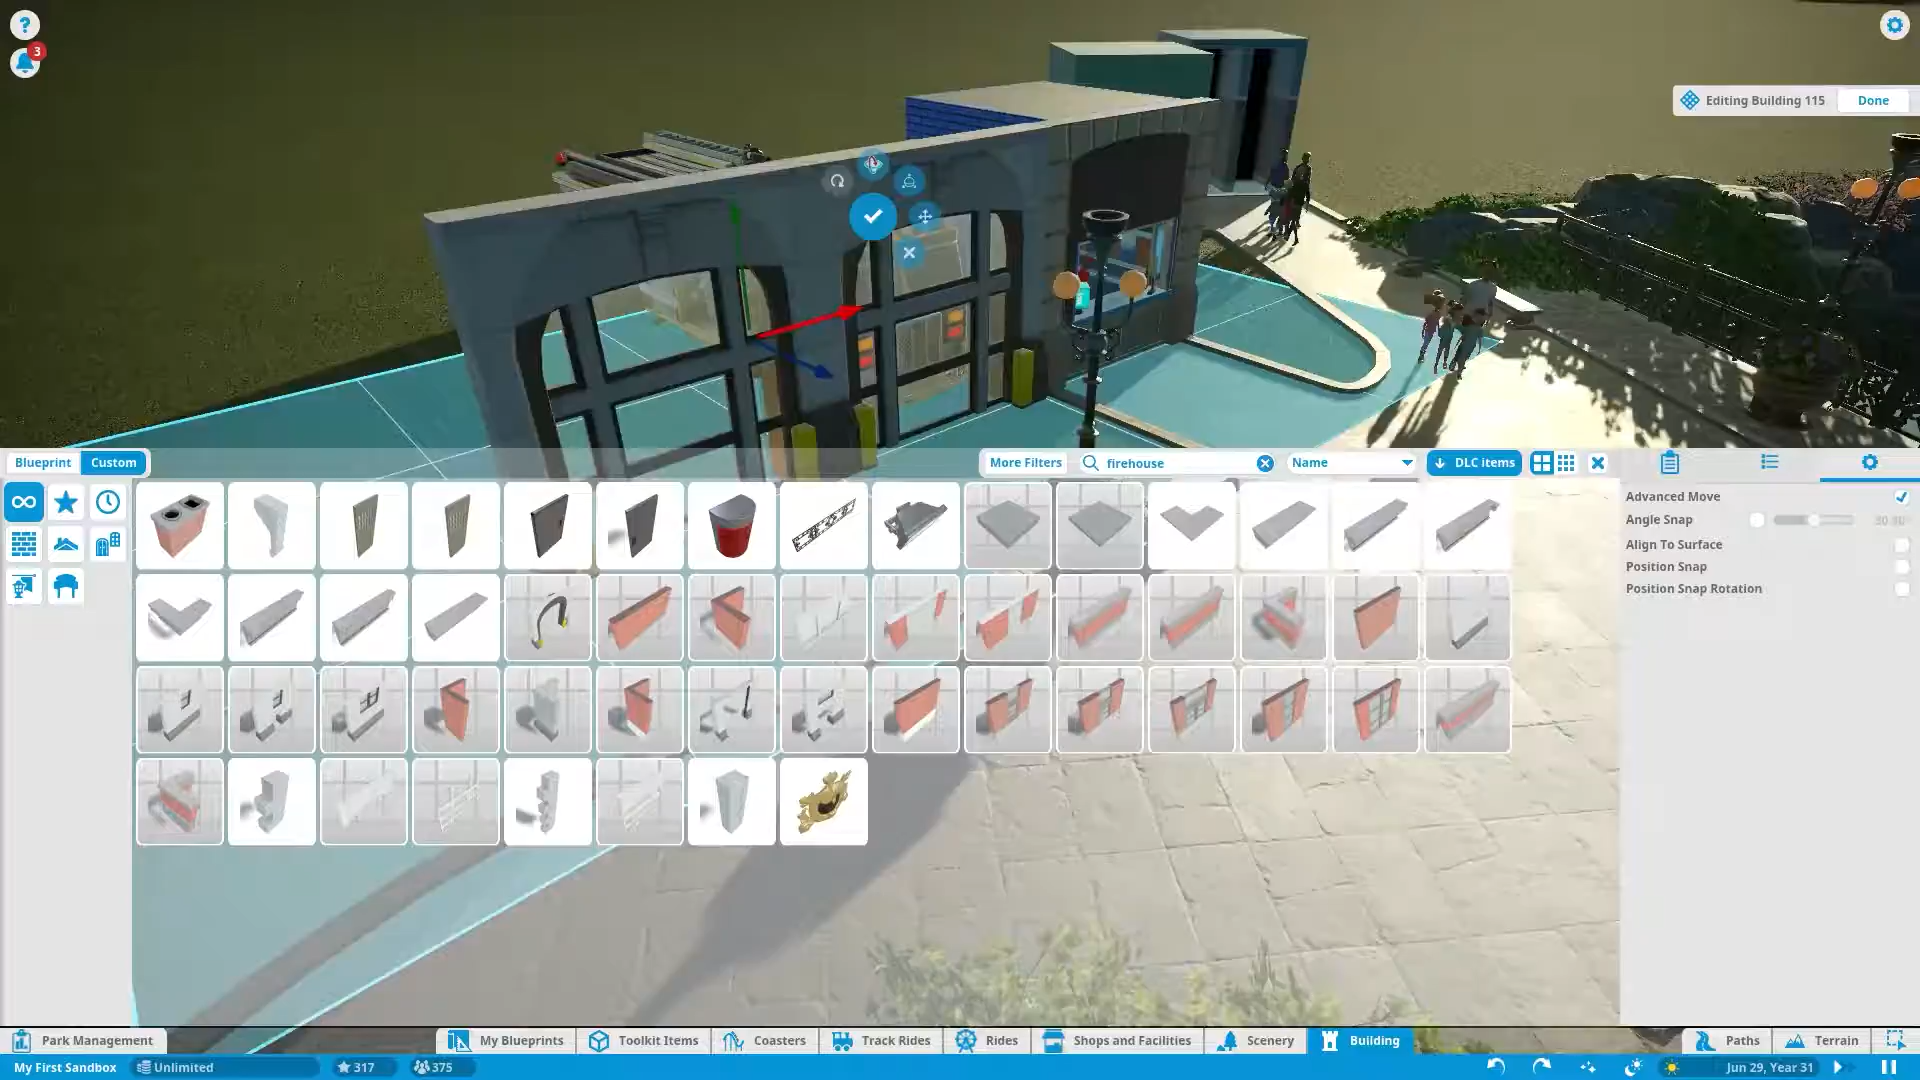 ?
3
Editing Building 115
Done
Blueprint
Custom
More Filters
firehouse
Name
DLC items
Advanced Move
Angle Snap
Align To Surface
Position Snap
Position Snap Rotation
Park Management
My Blueprints
Toolkit Items
Coasters
Track Rides
Rides
Shops and Facilities
Scenery
Building
Paths
Terrain
My First Sandbox
Unlimited
317
375
Jun 29, Year 31